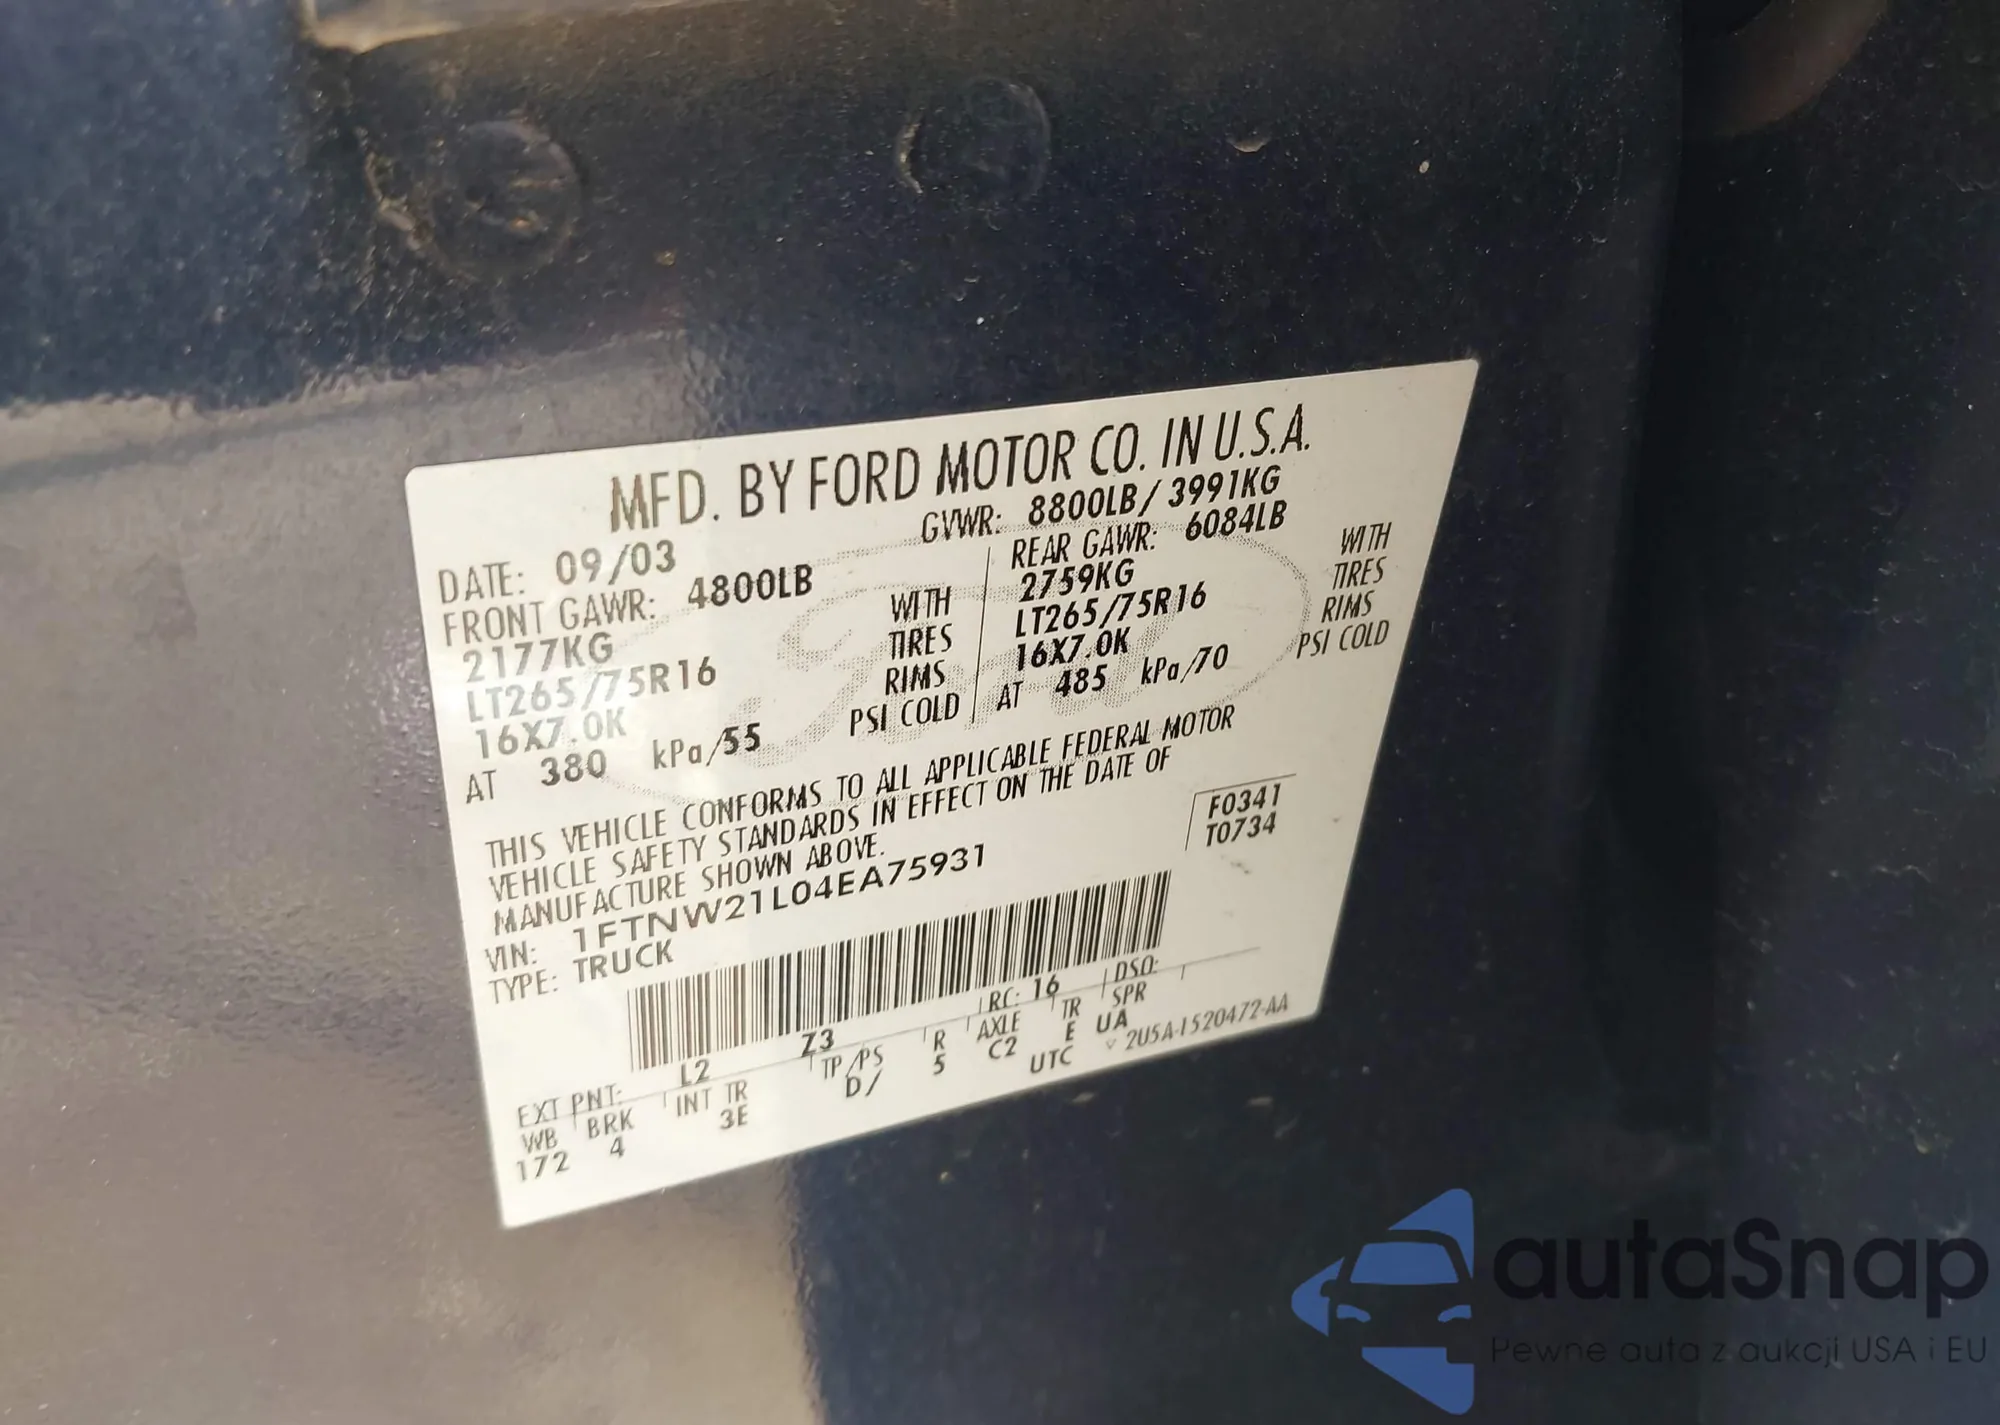 MFD. BY FORD MOTOR CO. IN U.S.A.
DATE: 09/03 GVWR: 8800LB/ 3991KG
FRONT GAWR: 4800LB REAR GAWR: 6084LB
2177KG WITH 2759KG WITH
LT265/75R16 TIRES LT265/75R16 TIRES
16X7.0K RIMS 16X7.0K RIMS
AT 380 kPa/55 PSI COLD AT 485 kPa/70 PSI COLD
THIS VEHICLE CONFORMS TO ALL APPLICABLE FEDERAL MOTOR
VEHICLE SAFETY STANDARDS IN EFFECT ON THE DATE OF
MANUFACTURE SHOWN ABOVE.
F0341
T0734
VIN: 1FTNW21L04EA75931
TYPE: TRUCK
EXT PNT: L2 Z3 RC: 16 DSO:
WB BRK INT TR TP/PS R AXLE TR SPR
172 4 3E D/ 5 C2 E UA
UTC ▽ 2U5A-1520472-AA
autaSnap
Pewne auta z aukcji USA i EU